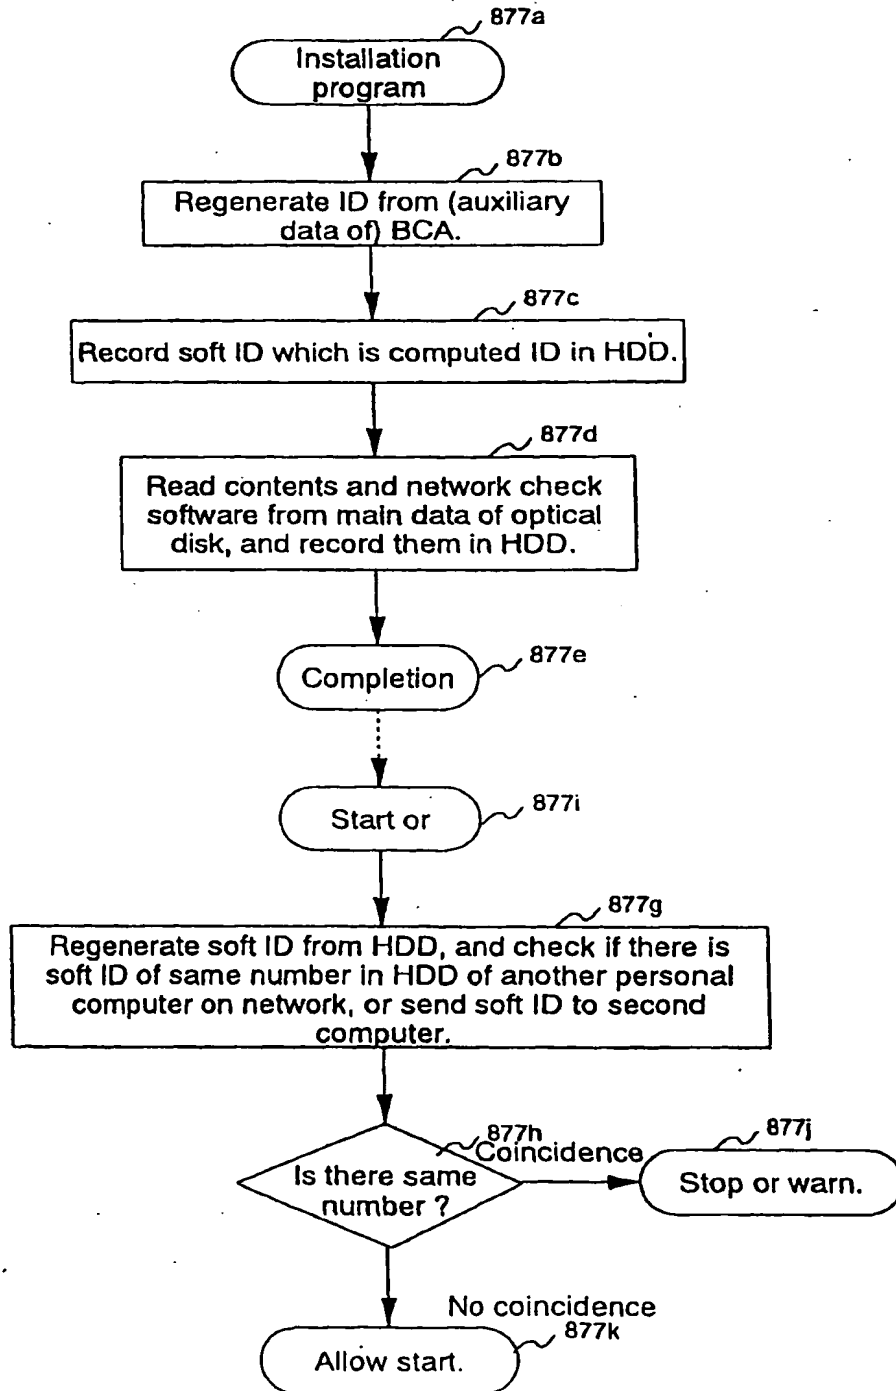 877a
Installation
program
877b
Regenerate ID from (auxiliary
data of) BCA.
877c
Record soft ID which is computed ID in HDD.
877d
Read contents and network check
software from main data of optical
disk, and record them in HDD.
877e
Completion
877i
Start or
877g
Regenerate soft ID from HDD, and check if there is
soft ID of same number in HDD of another personal
computer on network, or send soft ID to second
computer.
877h
Coincidence
877j
Is there same
number ?
Stop or warn.
No coincidence
877k
Allow start.